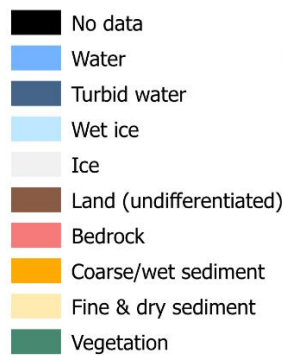 No data
Water
Turbid water
Wet ice
Ice
Land (undifferentiated)
Bedrock
Coarse/wet sediment
Fine & dry sediment
Vegetation